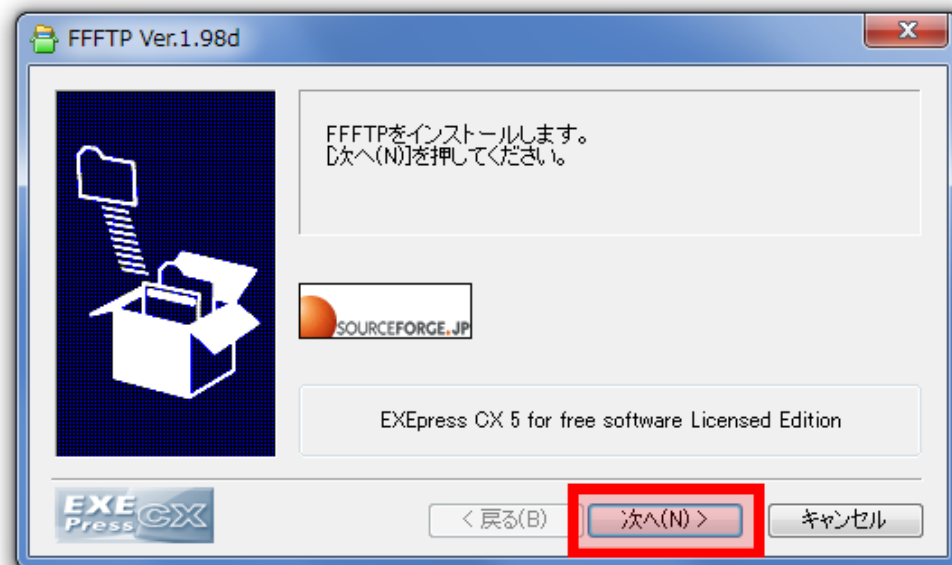 FFFTP Ver.1.98d
FFFTPをインストールします。
[次へ(N)]を押してください。
SOURCEFORGE.JP
EXEpress CX 5 for free software Licensed Edition
EXE
Press CX
< 戻る(B)
次へ(N) >
キャンセル